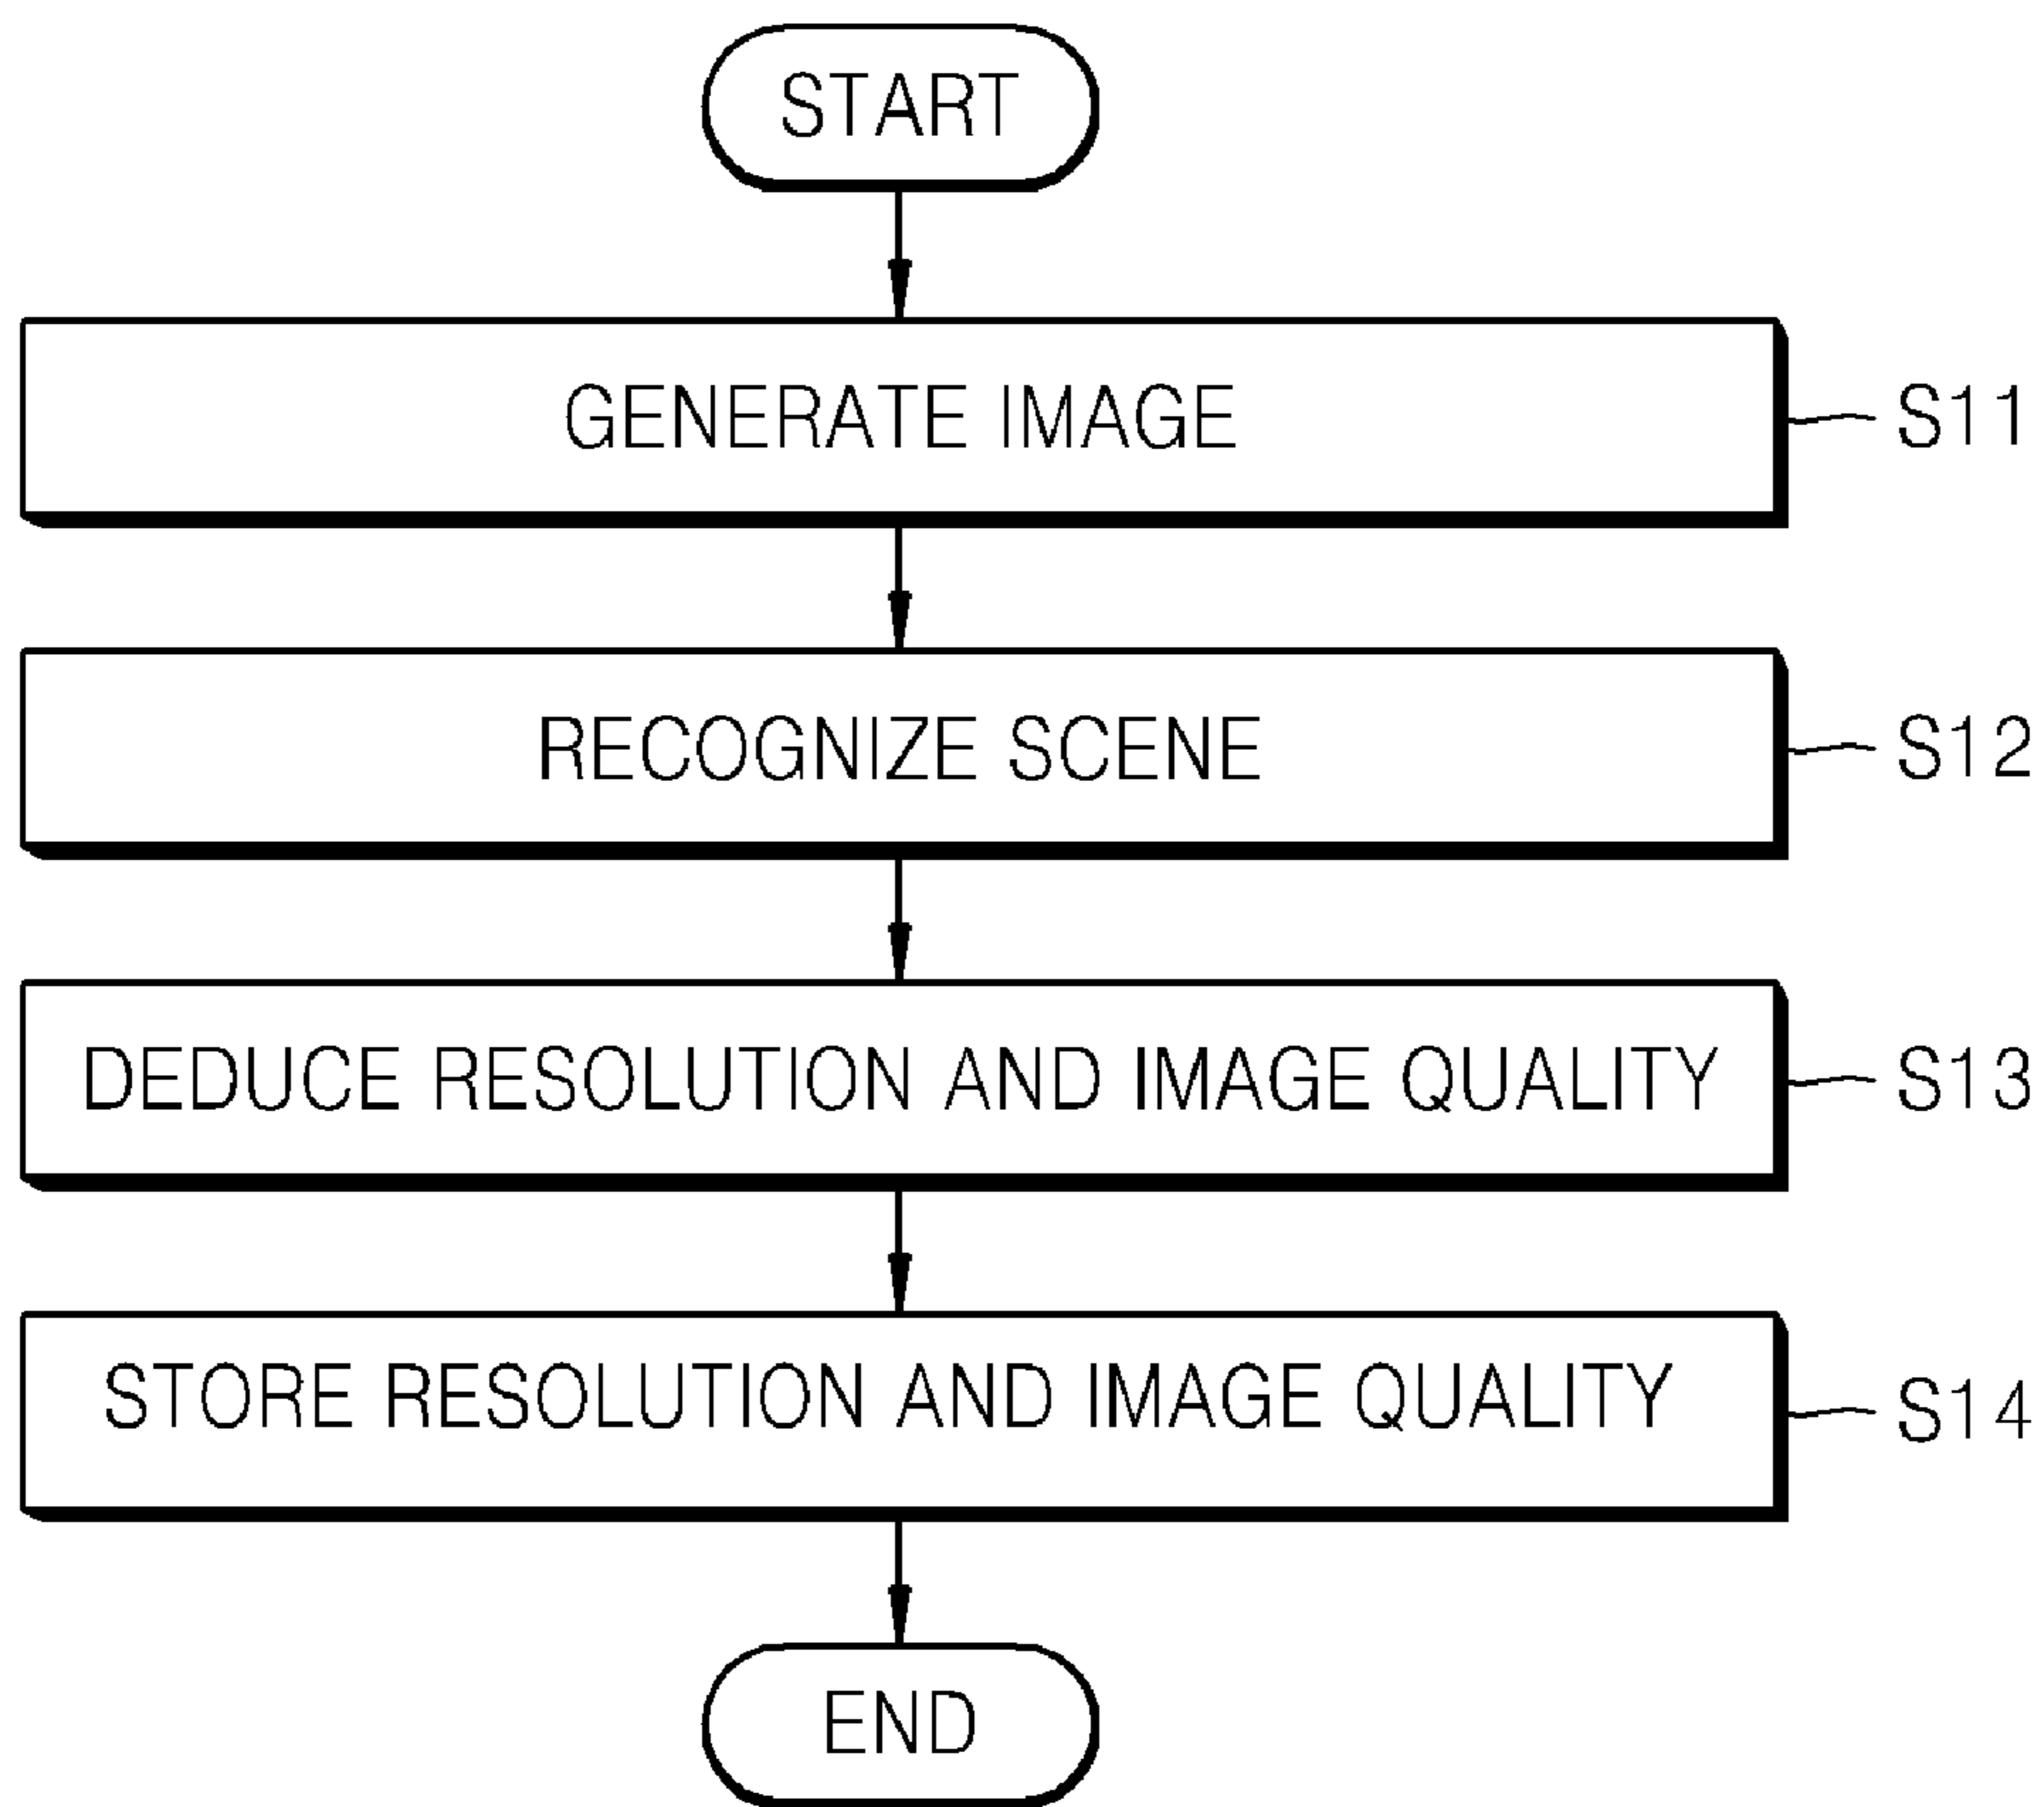 START
GENERATE IMAGE S11
RECOGNIZE SCENE S12
DEDUCE RESOLUTION AND IMAGE QUALITY S13
STORE RESOLUTION AND IMAGE QUALITY S14
END